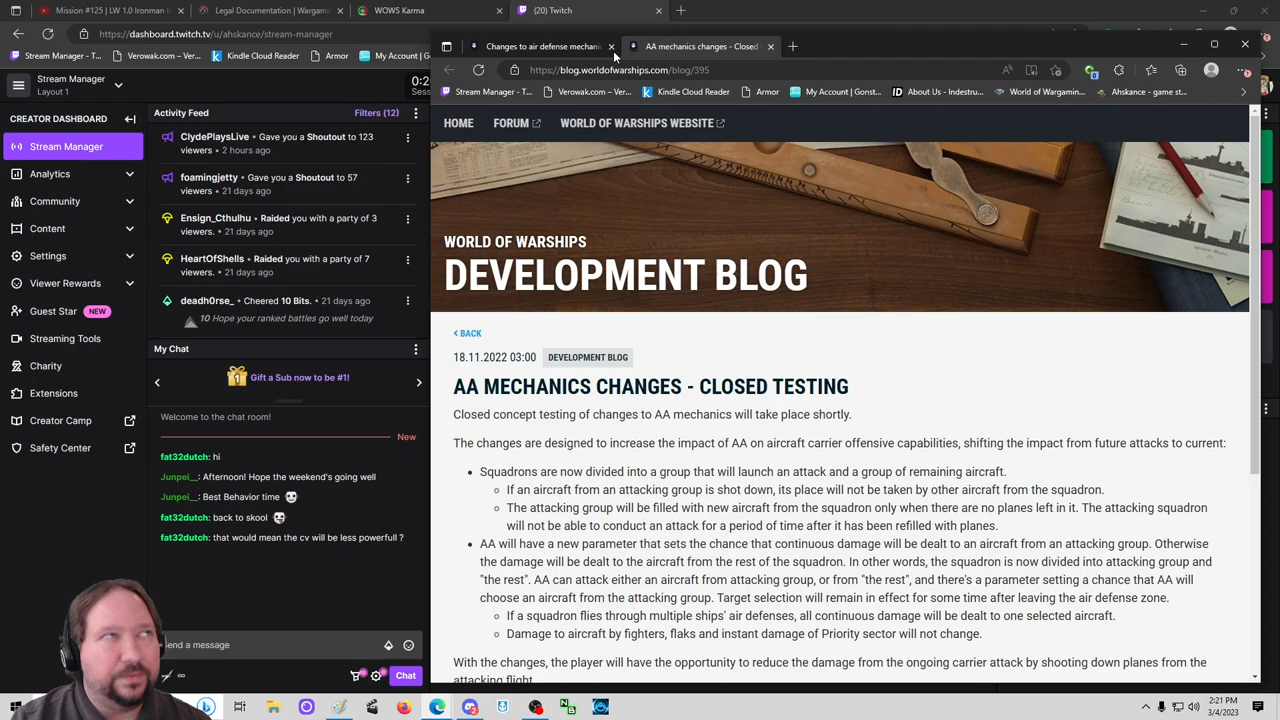 Mission #125 | LW 1.0 Ironman
Legal Documentation | Wargam
WOWS Karma
(20) Twitch
https://dashboard.twitch.tv/u/ahskance/stream-manager
Stream Manager - T...
Verowak.com – Ver...
Kindle Cloud Reader
Armor
My Account | G
Stream Manager
Layout 1
0:2
Ses
CREATOR DASHBOARD
Stream Manager
Analytics
Community
Content
Settings
Viewer Rewards
Guest Star NEW
Streaming Tools
Charity
Extensions
Creator Camp
Safety Center
Activity Feed
Filters (12)
ClydePlaysLive • Gave you a Shoutout to 123
viewers • 2 hours ago
foamingjetty • Gave you a Shoutout to 57
viewers • 21 days ago
Ensign_Cthulhu • Raided you with a party of 3
viewers. • 21 days ago
HeartOfShells • Raided you with a party of 7
viewers. • 21 days ago
deadh0rse_ • Cheered 10 Bits. • 21 days ago
10 Hope your ranked battles go well today
My Chat
1
Gift a Sub now to be #1!
Welcome to the chat room!
New
fat32dutch: hi
Junpei__: Afternoon! Hope the weekend's going well
Junpei__: Best Behavior time
fat32dutch: back to skool
fat32dutch: that would mean the cv will be less powerfull ?
end a message
Chat
Changes to air defense mechani
AA mechanics changes - Closed
https://blog.worldofwarships.com/blog/395
Stream Manager - T...
Verowak.com – Ver...
Kindle Cloud Reader
Armor
My Account | Gonst...
About Us - Indestru...
World of Wargamin...
Ahskance - game st...
HOME
FORUM
WORLD OF WARSHIPS WEBSITE
WORLD OF WARSHIPS
DEVELOPMENT BLOG
BACK
18.11.2022 03:00
DEVELOPMENT BLOG
AA MECHANICS CHANGES - CLOSED TESTING
Closed concept testing of changes to AA mechanics will take place shortly.
The changes are designed to increase the impact of AA on aircraft carrier offensive capabilities, shifting the impact from future attacks to current:
• Squadrons are now divided into a group that will launch an attack and a group of remaining aircraft.
If an aircraft from an attacking group is shot down, its place will not be taken by other aircraft from the squadron.
The attacking group will be filled with new aircraft from the squadron only when there are no planes left in it. The attacking squadron
will not be able to conduct an attack for a period of time after it has been refilled with planes.
• AA will have a new parameter that sets the chance that continuous damage will be dealt to an aircraft from an attacking group. Otherwise
the damage will be dealt to the aircraft from the rest of the squadron. In other words, the squadron is now divided into attacking group and
"the rest". AA can attack either an aircraft from attacking group, or from "the rest", and there's a parameter setting a chance that AA will
choose an aircraft from the attacking group. Target selection will remain in effect for some time after leaving the air defense zone.
If a squadron flies through multiple ships' air defenses, all continuous damage will be dealt to one selected aircraft.
Damage to aircraft by fighters, flaks and instant damage of Priority sector will not change.
With the changes, the player will have the opportunity to reduce the damage from the ongoing carrier attack by shooting down planes from the
attacking flight.
2:21 PM
3/4/2023